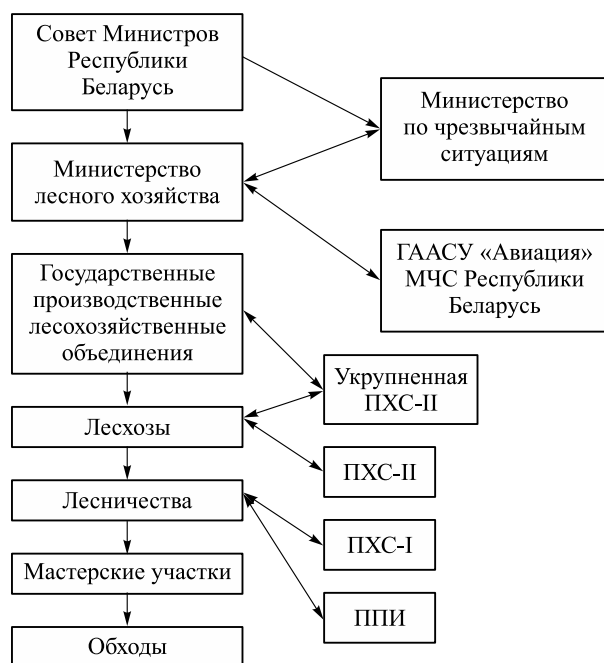 Совет Министров
Республики
Беларусь
Министерство
по чрезвычайным
ситуациям
Министерство
лесного хозяйства
ГААСУ «Авиация»
МЧС Республики
Беларусь
Государственные
производственные
лесохозяйственные
объединения
Укрупненная
ПХС-II
Лесхозы
ПХС-II
Лесничества
ПХС-I
Мастерские участки
ППИ
Обходы